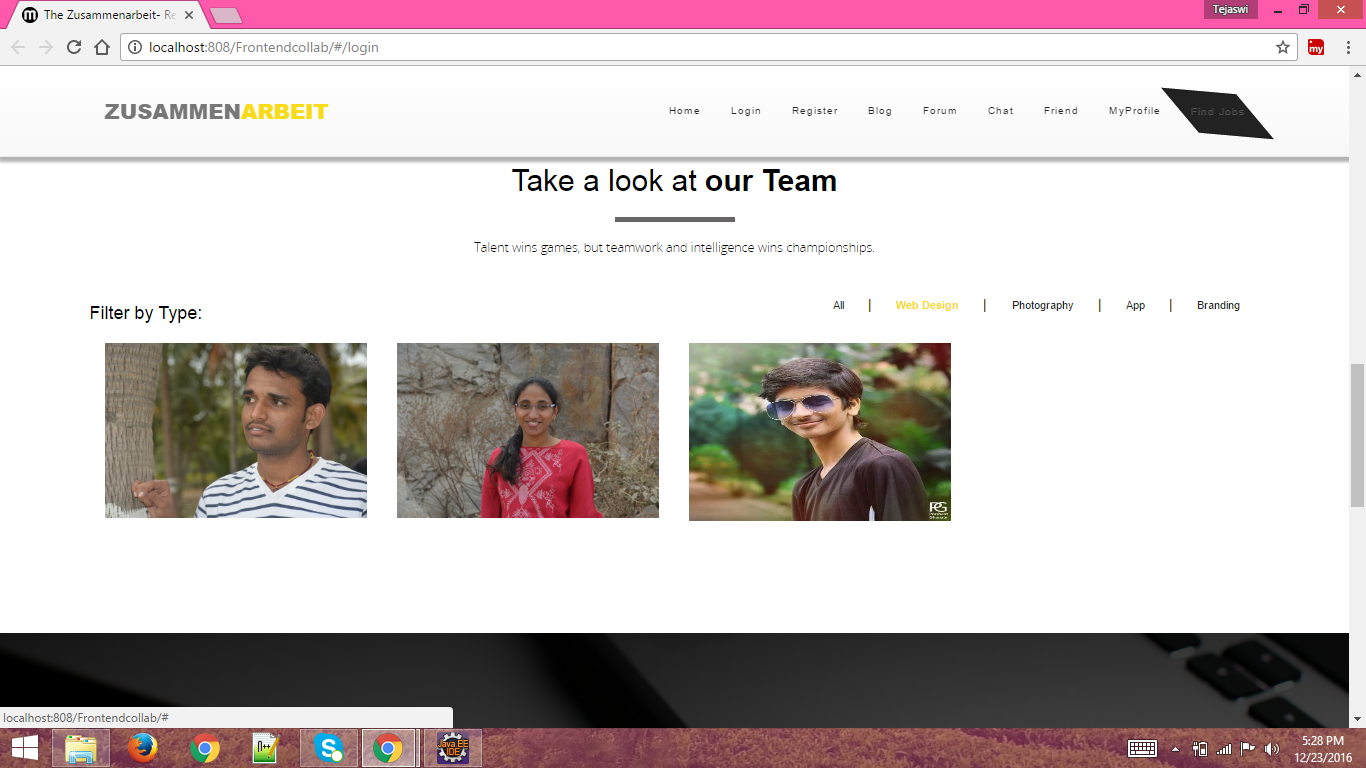 The Zusammenarbeit- Re
Tejaswi
localhost:808/Frontendcollab/#/login
my
ZUSAMMENARBEIT
Home Login Register Blog Forum Chat Friend MyProfile Find Jobs
Take a look at our Team
Talent wins games, but teamwork and intelligence wins championships.
Filter by Type:
All | Web Design | Photography | App | Branding
PG
localhost:808/Frontendcollab/#
Java EE
IDE
5:28 PM
12/23/2016